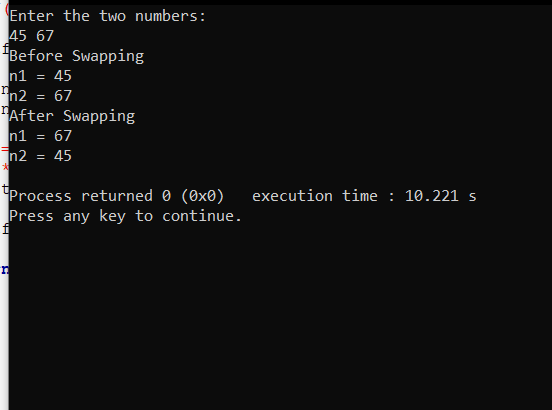 Enter the two numbers:
45 67
Before Swapping
n1 = 45
n2 = 67
After Swapping
n1 = 67
n2 = 45
Process returned 0 (0x0)   execution time : 10.221 s
Press any key to continue.